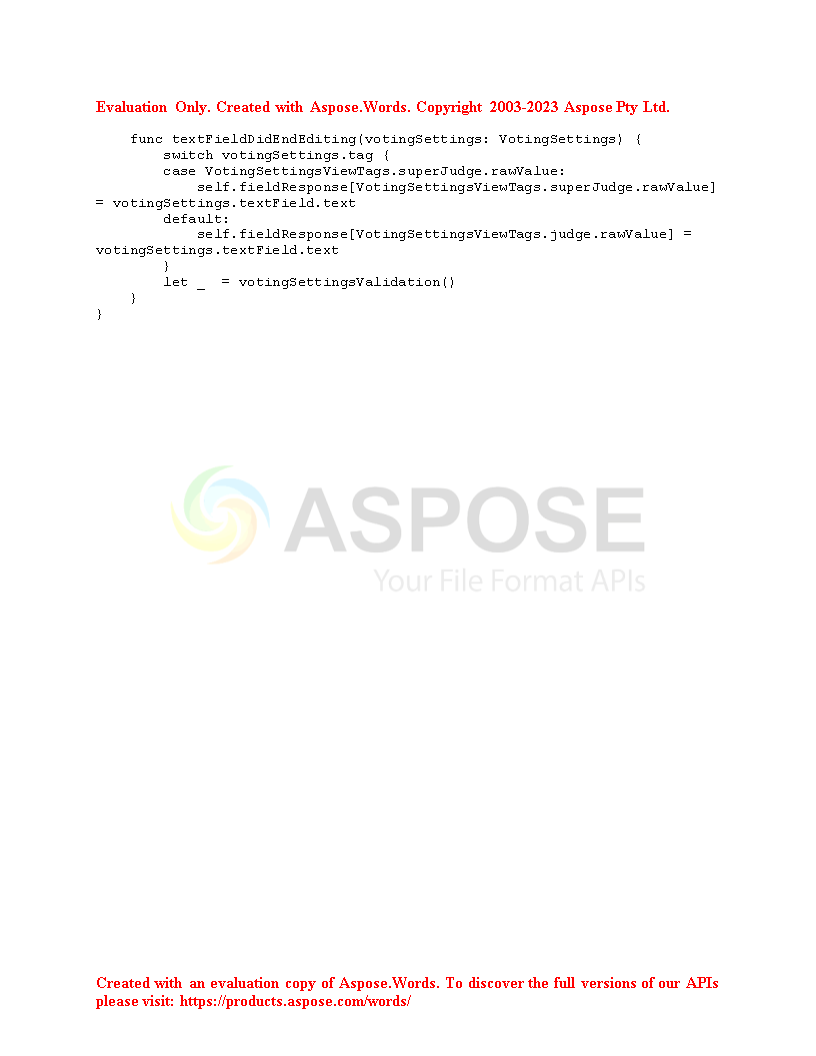 Evaluation Only. Created with Aspose.Words. Copyright 2003-2023 Aspose Pty Ltd.
    func textFieldDidEndEditing(votingSettings: VotingSettings) {
        switch votingSettings.tag {
        case VotingSettingsViewTags.superJudge.rawValue:
            self.fieldResponse[VotingSettingsViewTags.superJudge.rawValue]
= votingSettings.textField.text
        default:
            self.fieldResponse[VotingSettingsViewTags.judge.rawValue] =
votingSettings.textField.text
        }
        let _  = votingSettingsValidation()
    }
}
ASPOSE
Your File Format APIs
Created with an evaluation copy of Aspose.Words. To discover the full versions of our APIs
please visit: https://products.aspose.com/words/